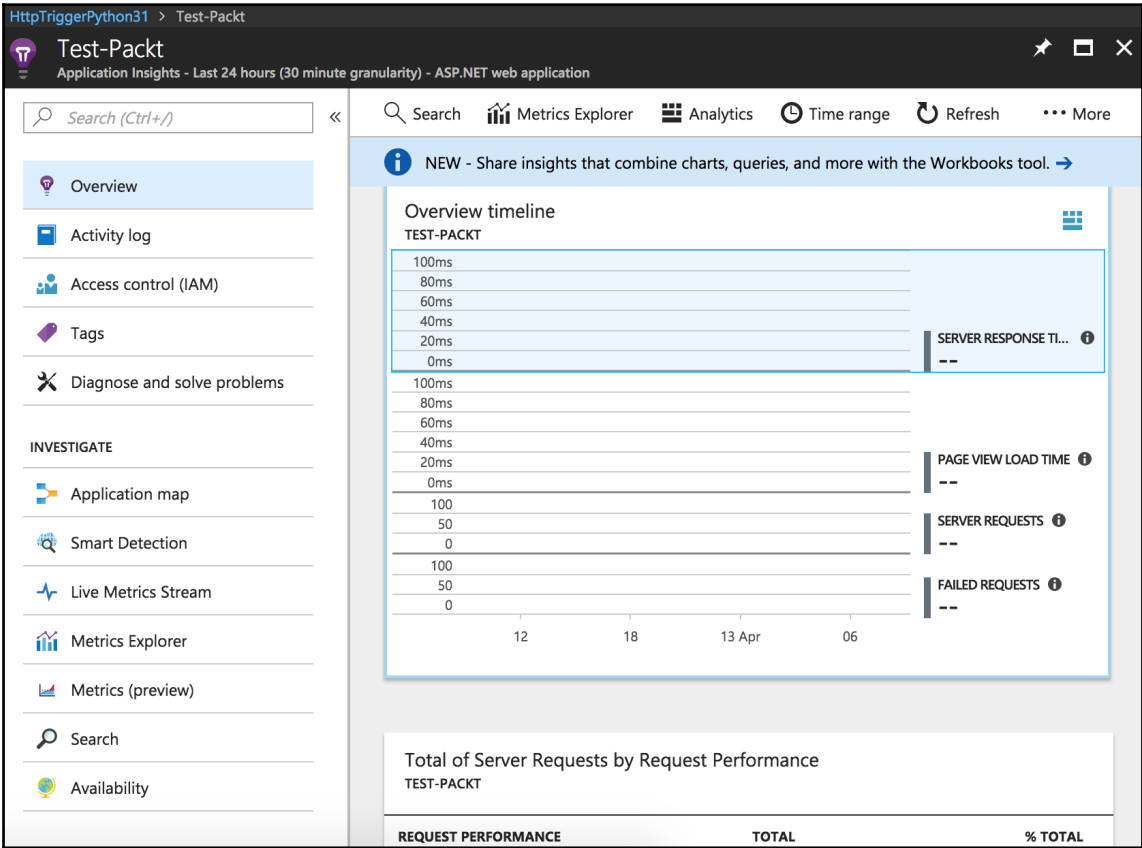 HttpTriggerPython31 > Test-Packt
Test-Packt
Application Insights - Last 24 hours (30 minute granularity) - ASP.NET web application
Search (Ctrl+/)
Overview
Activity log
Access control (IAM)
Tags
Diagnose and solve problems
INVESTIGATE
Application map
Smart Detection
Live Metrics Stream
Metrics Explorer
Metrics (preview)
Search
Availability
Search Metrics Explorer Analytics Time range Refresh ••• More
NEW - Share insights that combine charts, queries, and more with the Workbooks tool. →
Overview timeline
TEST-PACKT
100ms
80ms
60ms
40ms
20ms
0ms
SERVER RESPONSE TI...
--
100ms
80ms
60ms
40ms
20ms
0ms
PAGE VIEW LOAD TIME
--
100
50
0
SERVER REQUESTS
--
100
50
0
FAILED REQUESTS
--
12 18 13 Apr 06
Total of Server Requests by Request Performance
TEST-PACKT
REQUEST PERFORMANCE TOTAL % TOTAL